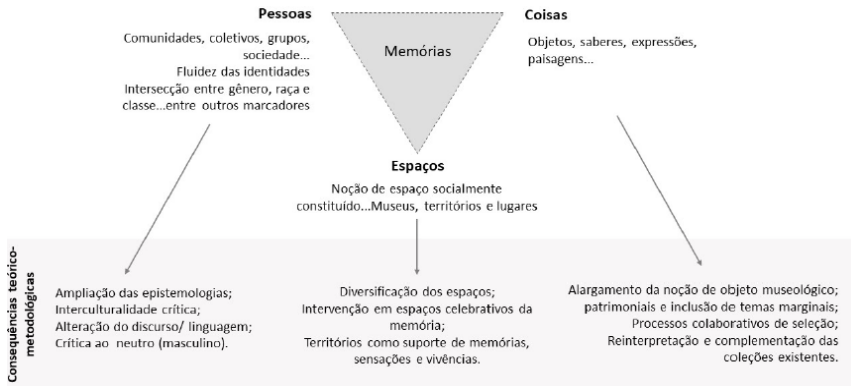 Pessoas
Comunidades, coletivos, grupos,
sociedade...
Fluidez das identidades
Intersecção entre gênero, raça e
classe...entre outros marcadores
Memórias
Coisas
Objetos, saberes, expressões,
paisagens...
Espaços
Noção de espaço socialmente
constituído...Museus, territórios e lugares
Consequências teórico-
metodológicas
Ampliação das epistemologias;
Interculturalidade crítica;
Alteração do discurso/ linguagem;
Crítica ao neutro (masculino).
Diversificação dos espaços;
Intervenção em espaços celebrativos da
memória;
Territórios como suporte de memórias,
sensações e vivências.
Alargamento da noção de objeto museológico;
patrimoniais e inclusão de temas marginais;
Processos colaborativos de seleção;
Reinterpretação e complementação das
coleções existentes.